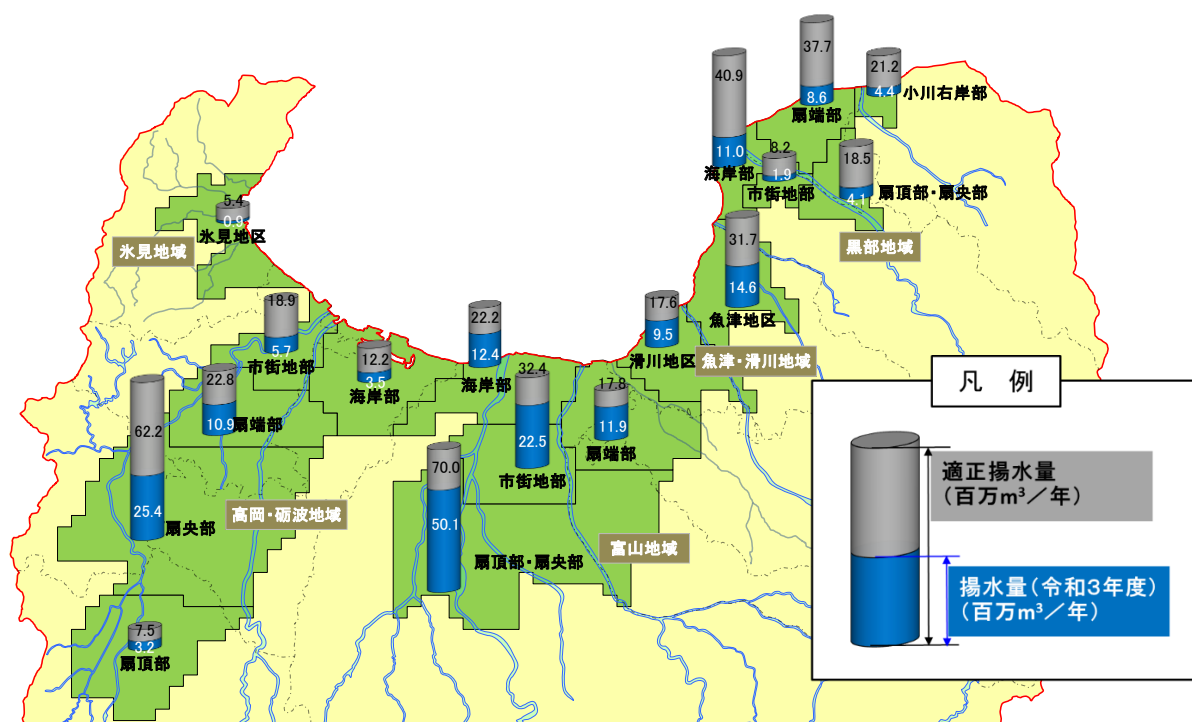 37.7
8.6
扇端部
21.2
4.4
小川右岸部
40.9
11.0
海岸部
8.2
1.9
市街地部
18.5
4.1
扇頂部・扇央部
黒部地域
5.4
0.9
氷見地区
氷見地域
31.7
14.6
魚津地区
17.6
9.5
滑川地区
魚津・滑川地域
18.9
5.7
市街地部
12.2
3.5
海岸部
22.2
12.4
海岸部
22.8
10.9
扇端部
62.2
25.4
扇央部
高岡・砺波地域
7.5
3.2
扇頂部
32.4
22.5
市街地部
17.8
11.9
扇端部
70.0
50.1
扇頂部・扇央部
富山地域
凡 例
適正揚水量
（百万m³／年）
揚水量（令和3年度）
（百万m³／年）